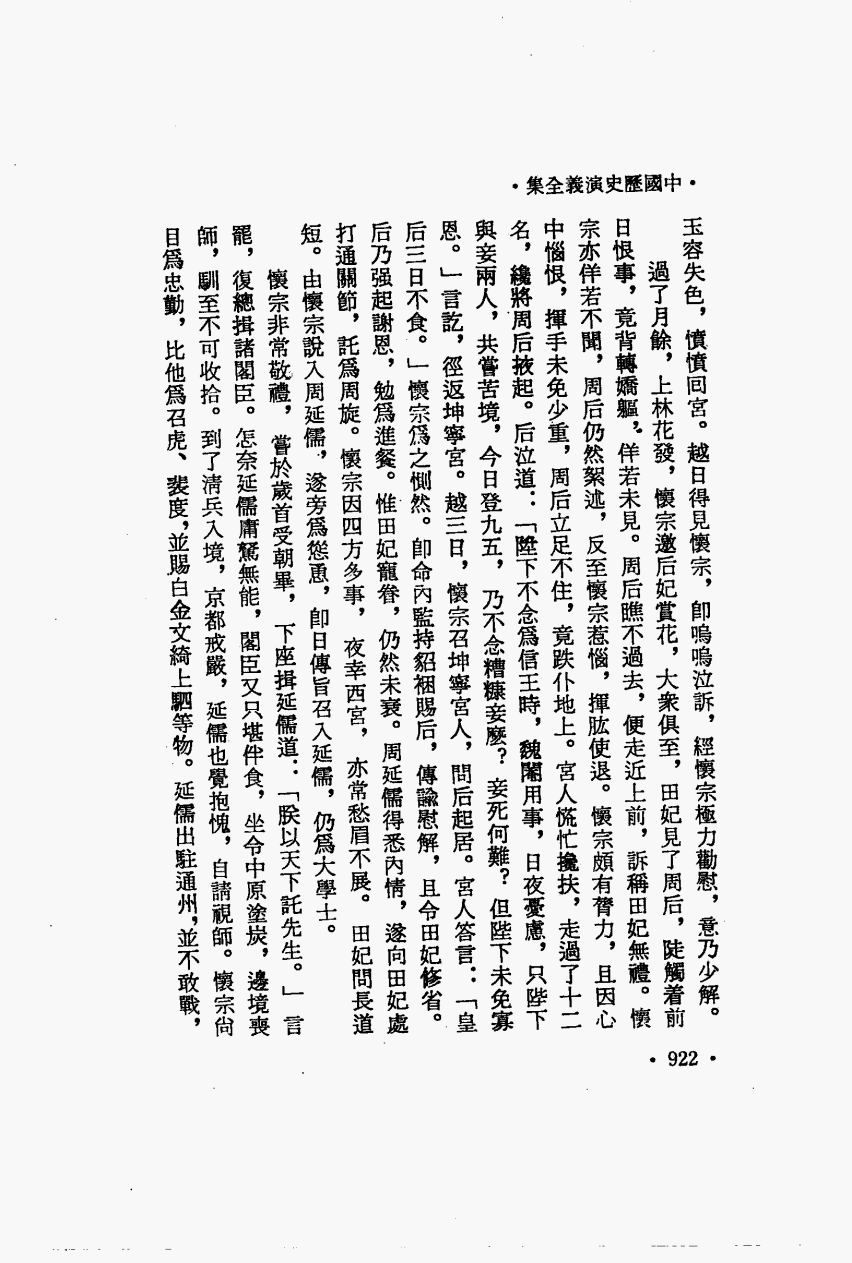 ·中國歷史演義全集·
玉容失色，憤憤回宮。越日得見懷宗，卽嗚嗚泣訴，經懷宗極力勸慰，意乃少解。
過了月餘，上林花發，懷宗邀后妃賞花，大衆俱至，田妃見了周后，陡觸着前
日恨事，竟背轉嬌軀，佯若未見。周后瞧不過去，便走近上前，訴稱田妃無禮。懷
宗亦佯若不聞，周后仍然絮述，反至懷宗惹惱，揮肱使退。懷宗頗有膂力，且因心
中惱恨，揮手未免少重，周后立足不住，竟跌仆地上。宮人慌忙攙扶，走過了十二
名，纔將周后掖起。后泣道：「陛下不念爲信王時，魏閹用事，日夜憂慮，只陛下
與妾兩人，共嘗苦境，今日登九五，乃不念糟糠妾麼？妾死何難？但陛下未免寡
恩。」言訖，徑返坤寧宮。越三日，懷宗召坤寧宮人，問后起居。宮人答言：「皇
后三日不食。」懷宗爲之惻然。卽命內監持貂裀賜后，傳諭慰解，且令田妃修省。
后乃强起謝恩，勉爲進餐。惟田妃寵眷，仍然未衰。周延儒得悉內情，遂向田妃處
打通關節，託爲周旋。懷宗因四方多事，夜幸西宮，亦常愁眉不展。田妃問長道
短。由懷宗說入周延儒，遂旁爲慫恿，卽日傳旨召入延儒，仍爲大學士。
懷宗非常敬禮，嘗於歲首受朝畢，下座揖延儒道：「朕以天下託先生。」言
罷，復總揖諸閣臣。怎奈延儒庸駑無能，閣臣又只堪伴食，坐令中原塗炭，邊境喪
師，馴至不可收拾。到了淸兵入境，京都戒嚴，延儒也覺抱愧，自請視師。懷宗尙
目爲忠勤，比他爲召虎、裴度，並賜白金文綺上駟等物。延儒出駐通州，並不敢戰，
·922·